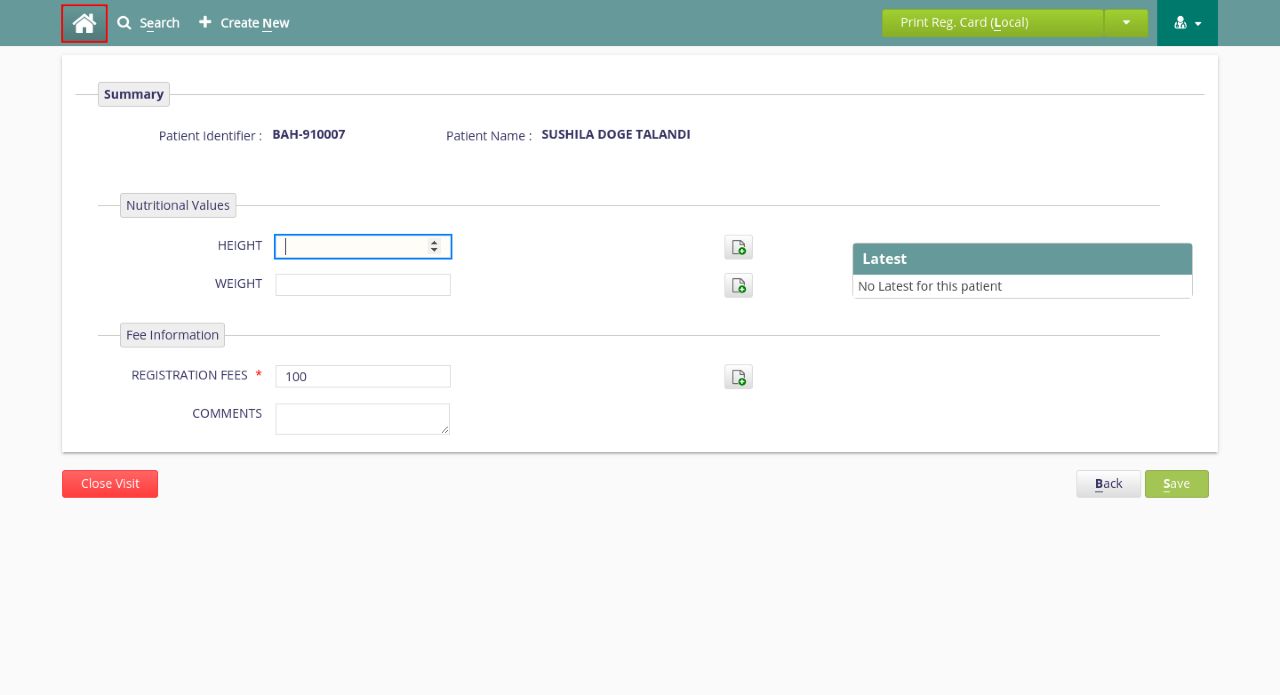 Search Create New Print Reg. Card (Local)
Summary
Patient Identifier : BAH-910007 Patient Name : SUSHILA DOGE TALANDI
Nutritional Values
HEIGHT
Latest
WEIGHT
No Latest for this patient
Fee Information
REGISTRATION FEES * 100
COMMENTS
Close Visit Back Save